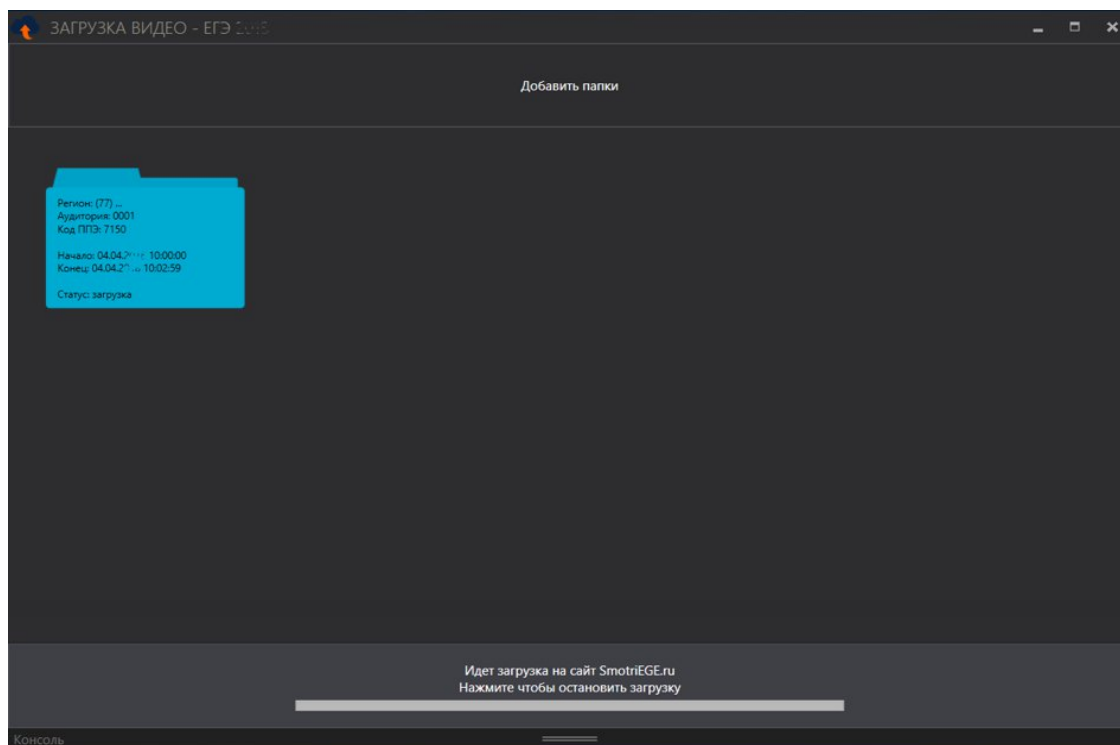 ЗАГРУЗКА ВИДЕО - ЕГЭ
Добавить папки
Регион: (77) ...
Аудитория: 0001
Код ППЭ: 7150
Начало: 04.04. 10:00:00
Конец: 04.04. 10:02:59
Статус: загрузка
Идет загрузка на сайт SmotriEGE.ru
Нажмите чтобы остановить загрузку
Консоль